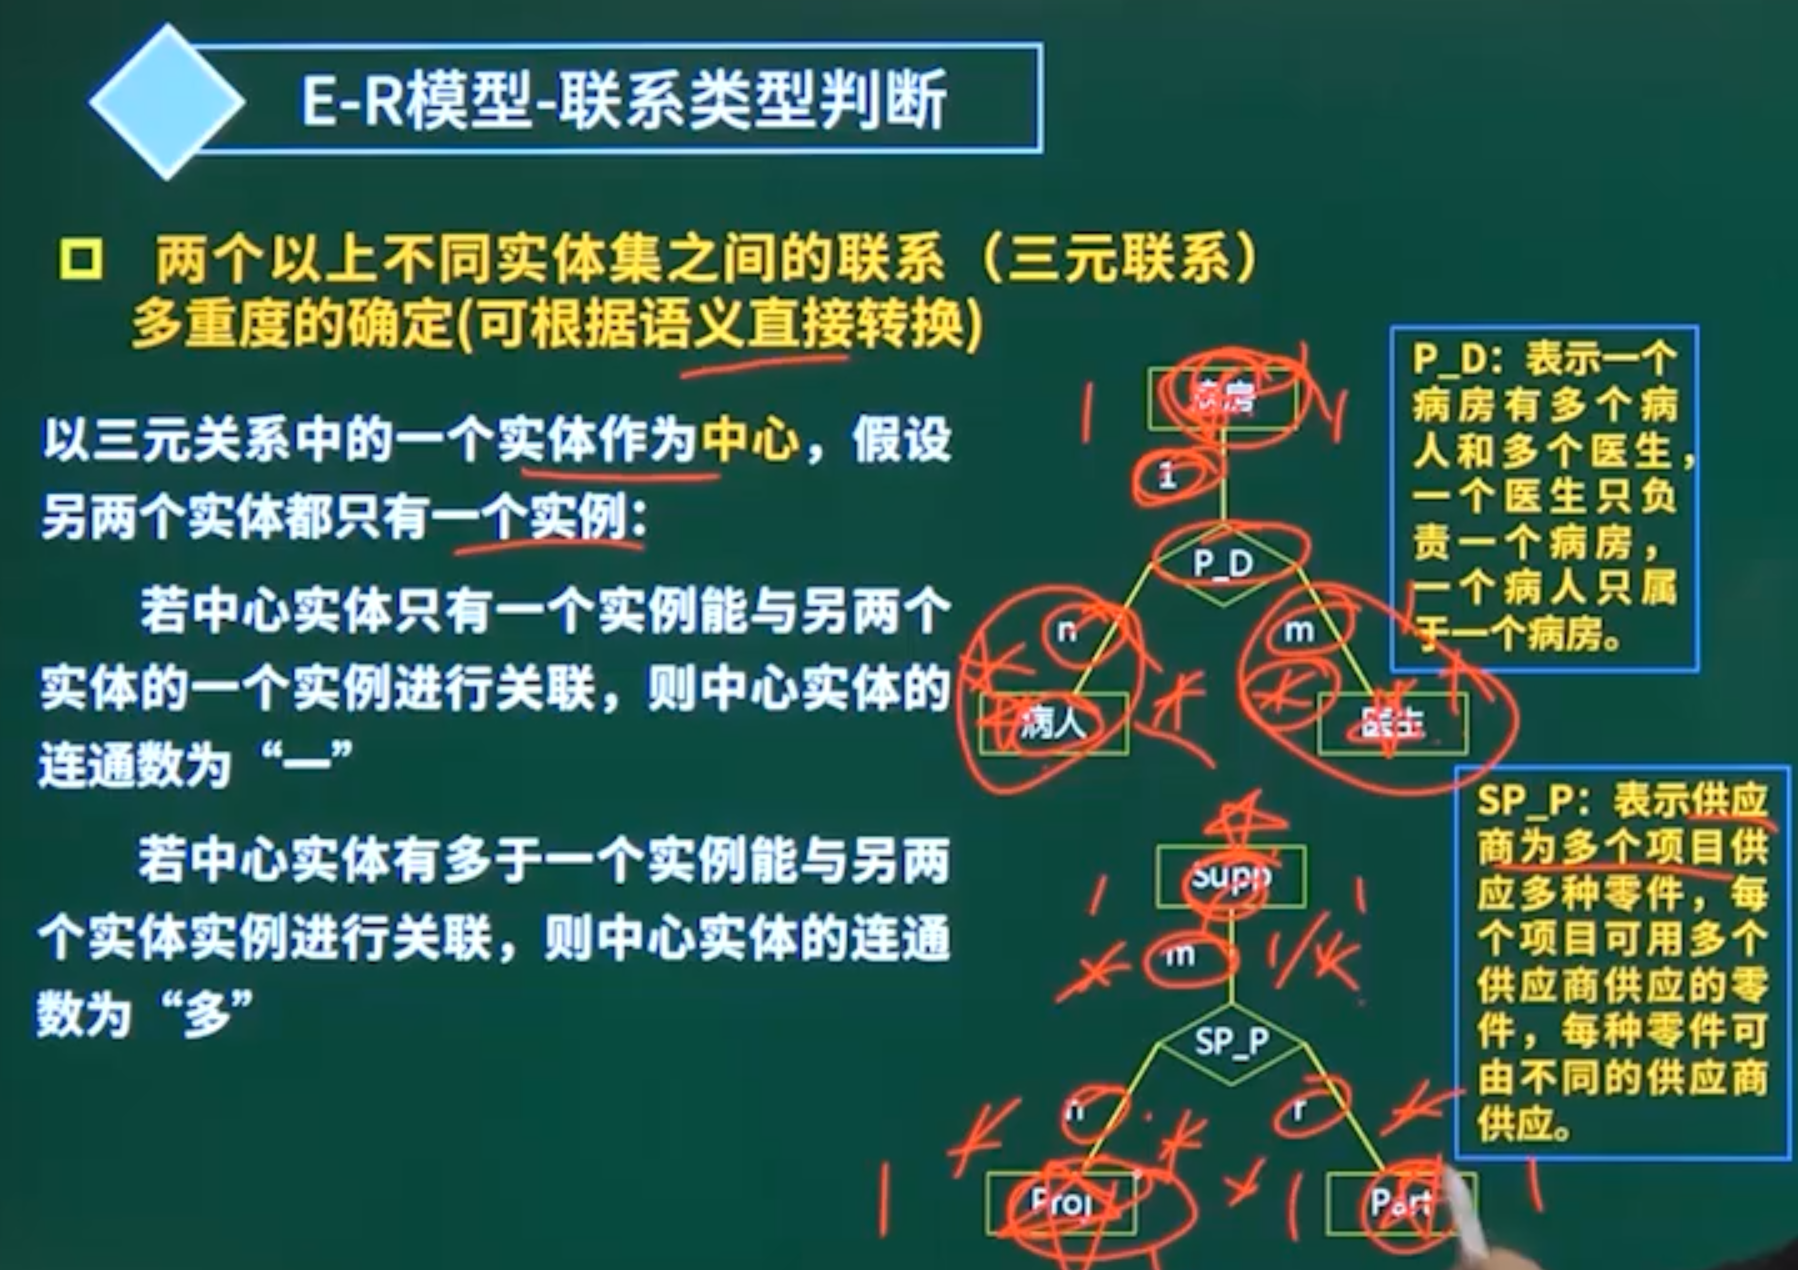 E-R模型-联系类型判断
两个以上不同实体集之间的联系（三元联系）
多重度的确定(可根据语义直接转换)
以三元关系中的一个实体作为中心，假设
另两个实体都只有一个实例：
若中心实体只有一个实例能与另两个
实体的一个实例进行关联，则中心实体的
连通数为“一”
若中心实体有多于一个实例能与另两
个实体实例进行关联，则中心实体的连通
数为“多”
病房
1
P_D
n
m
病人
医生
P_D：表示一个
病房有多个病
人和多个医生，
一个医生只负
责一个病房，
一个病人只属
于一个病房。
Supp
m
SP_P
n
r
Proj
Part
SP_P：表示供应
商为多个项目供
应多种零件，每
个项目可用多个
供应商供应的零
件，每种零件可
由不同的供应商
供应。